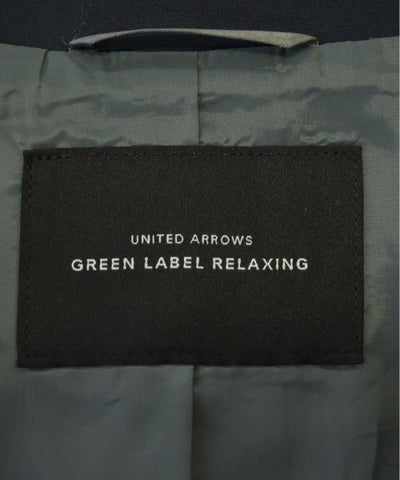 UNITED ARROWS
GREEN LABEL RELAXING